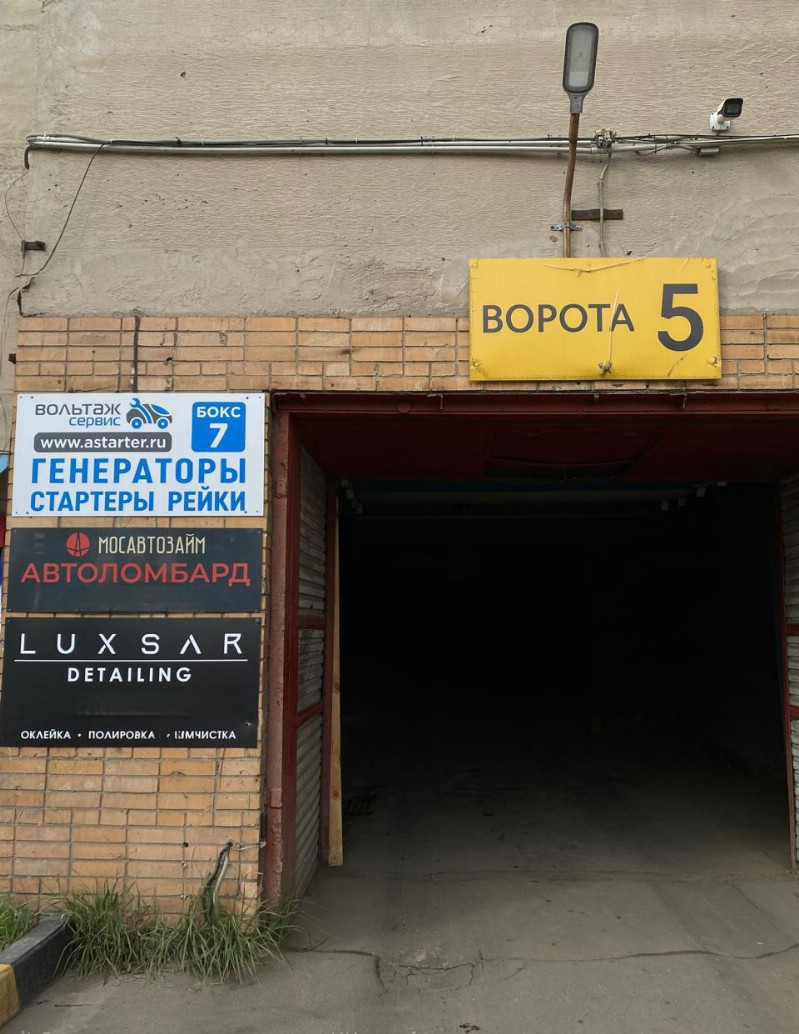 ВОРОТА 5
ВОЛЬТАЖ
сервис
БОКС
7
www.astarter.ru
ГЕНЕРАТОРЫ
СТАРТЕРЫ РЕЙКИ
МОСАВТОЗАЙМ
АВТОЛОМБАРД
LUXSAR
DETAILING
ОКЛЕЙКА • ПОЛИРОВКА •